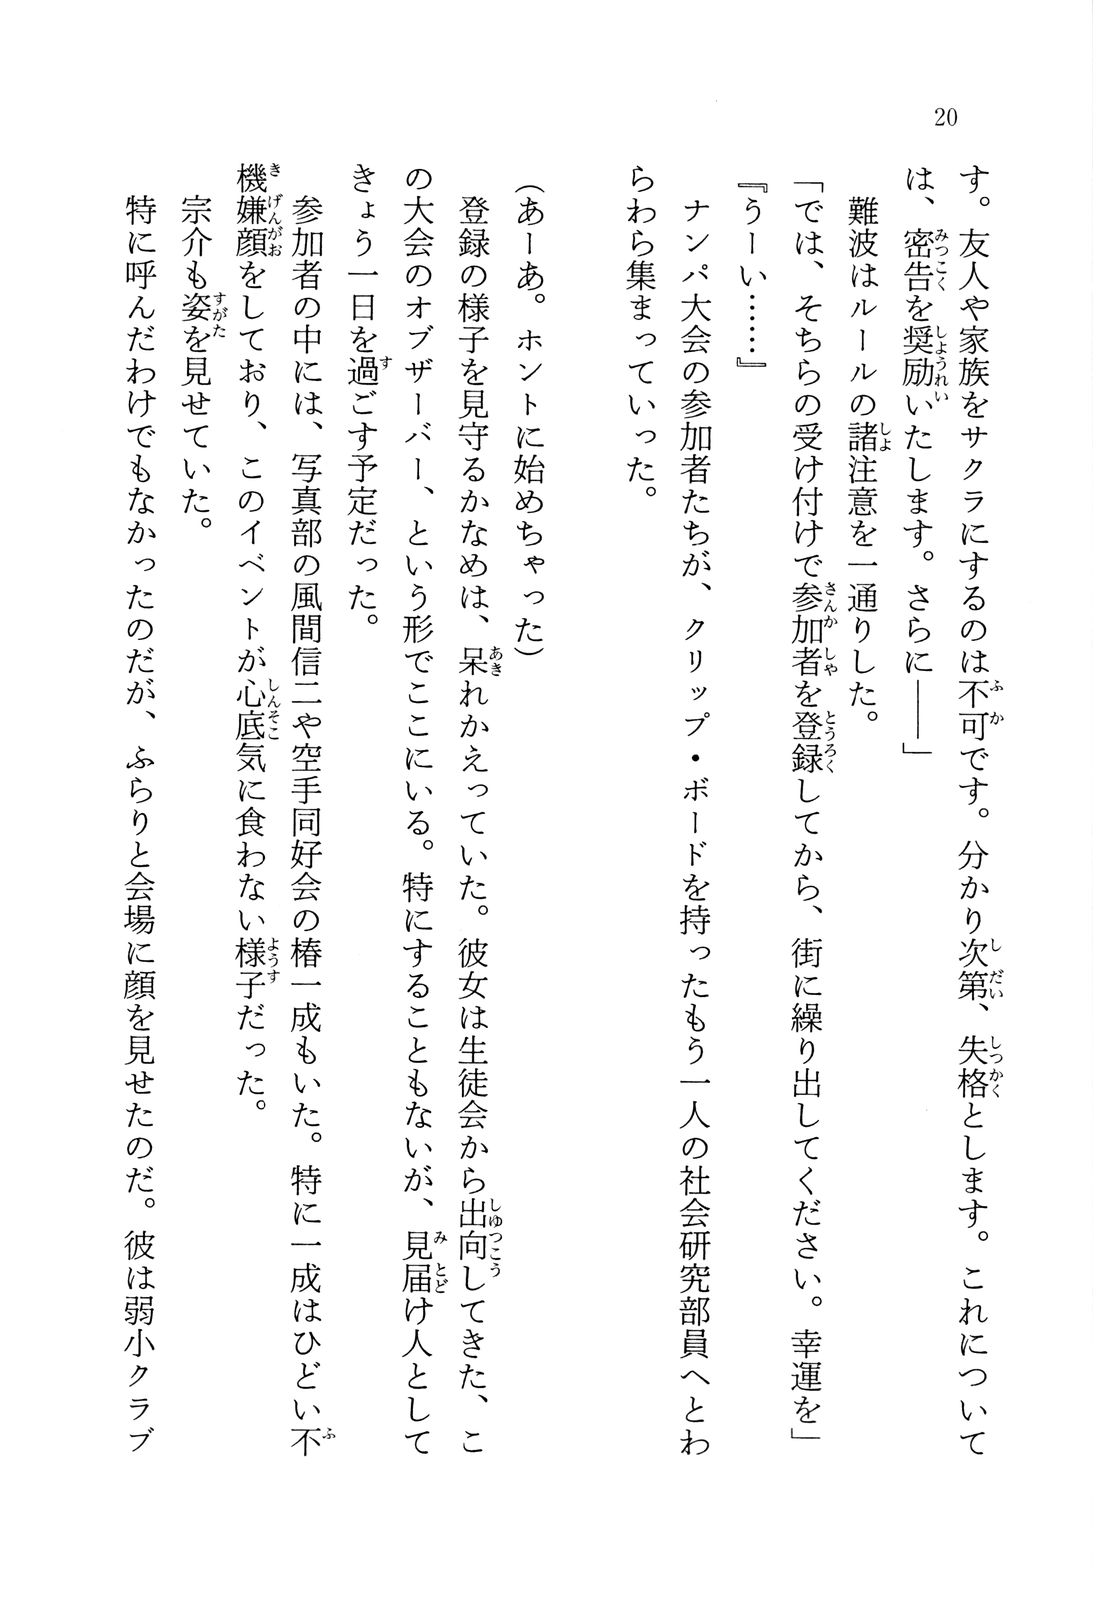 20
す。友人や家族をサクラにするのは不可です。分かり次第、失格とします。これについて
は、密告を奨励いたします。さらに――」
難波はルールの諸注意を一通りした。
「では、そちらの受け付けで参加者を登録してから、街に繰り出してください。幸運を」
『うーい……』
ナンパ大会の参加者たちが、クリップ・ボードを持ったもう一人の社会研究部員へとわ
らわら集まっていった。
(あーあ。ホントに始めちゃった)
登録の様子を見守るかなめは、呆れかえっていた。彼女は生徒会から出向してきた、こ
の大会のオブザーバー、という形でここにいる。特にすることもないが、見届け人として
きょう一日を過ごす予定だった。
参加者の中には、写真部の風間信二や空手同好会の椿一成もいた。特に一成はひどい不
機嫌顔をしており、このイベントが心底気に食わない様子だった。
宗介も姿を見せていた。
特に呼んだわけでもなかったのだが、ふらりと会場に顔を見せたのだ。彼は弱小クラブ